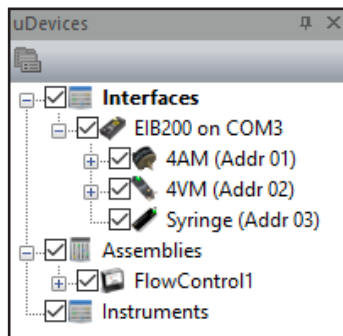 uDevices
Interfaces
EIB200 on COM3
4AM (Addr 01)
4VM (Addr 02)
Syringe (Addr 03)
Assemblies
FlowControl1
Instruments